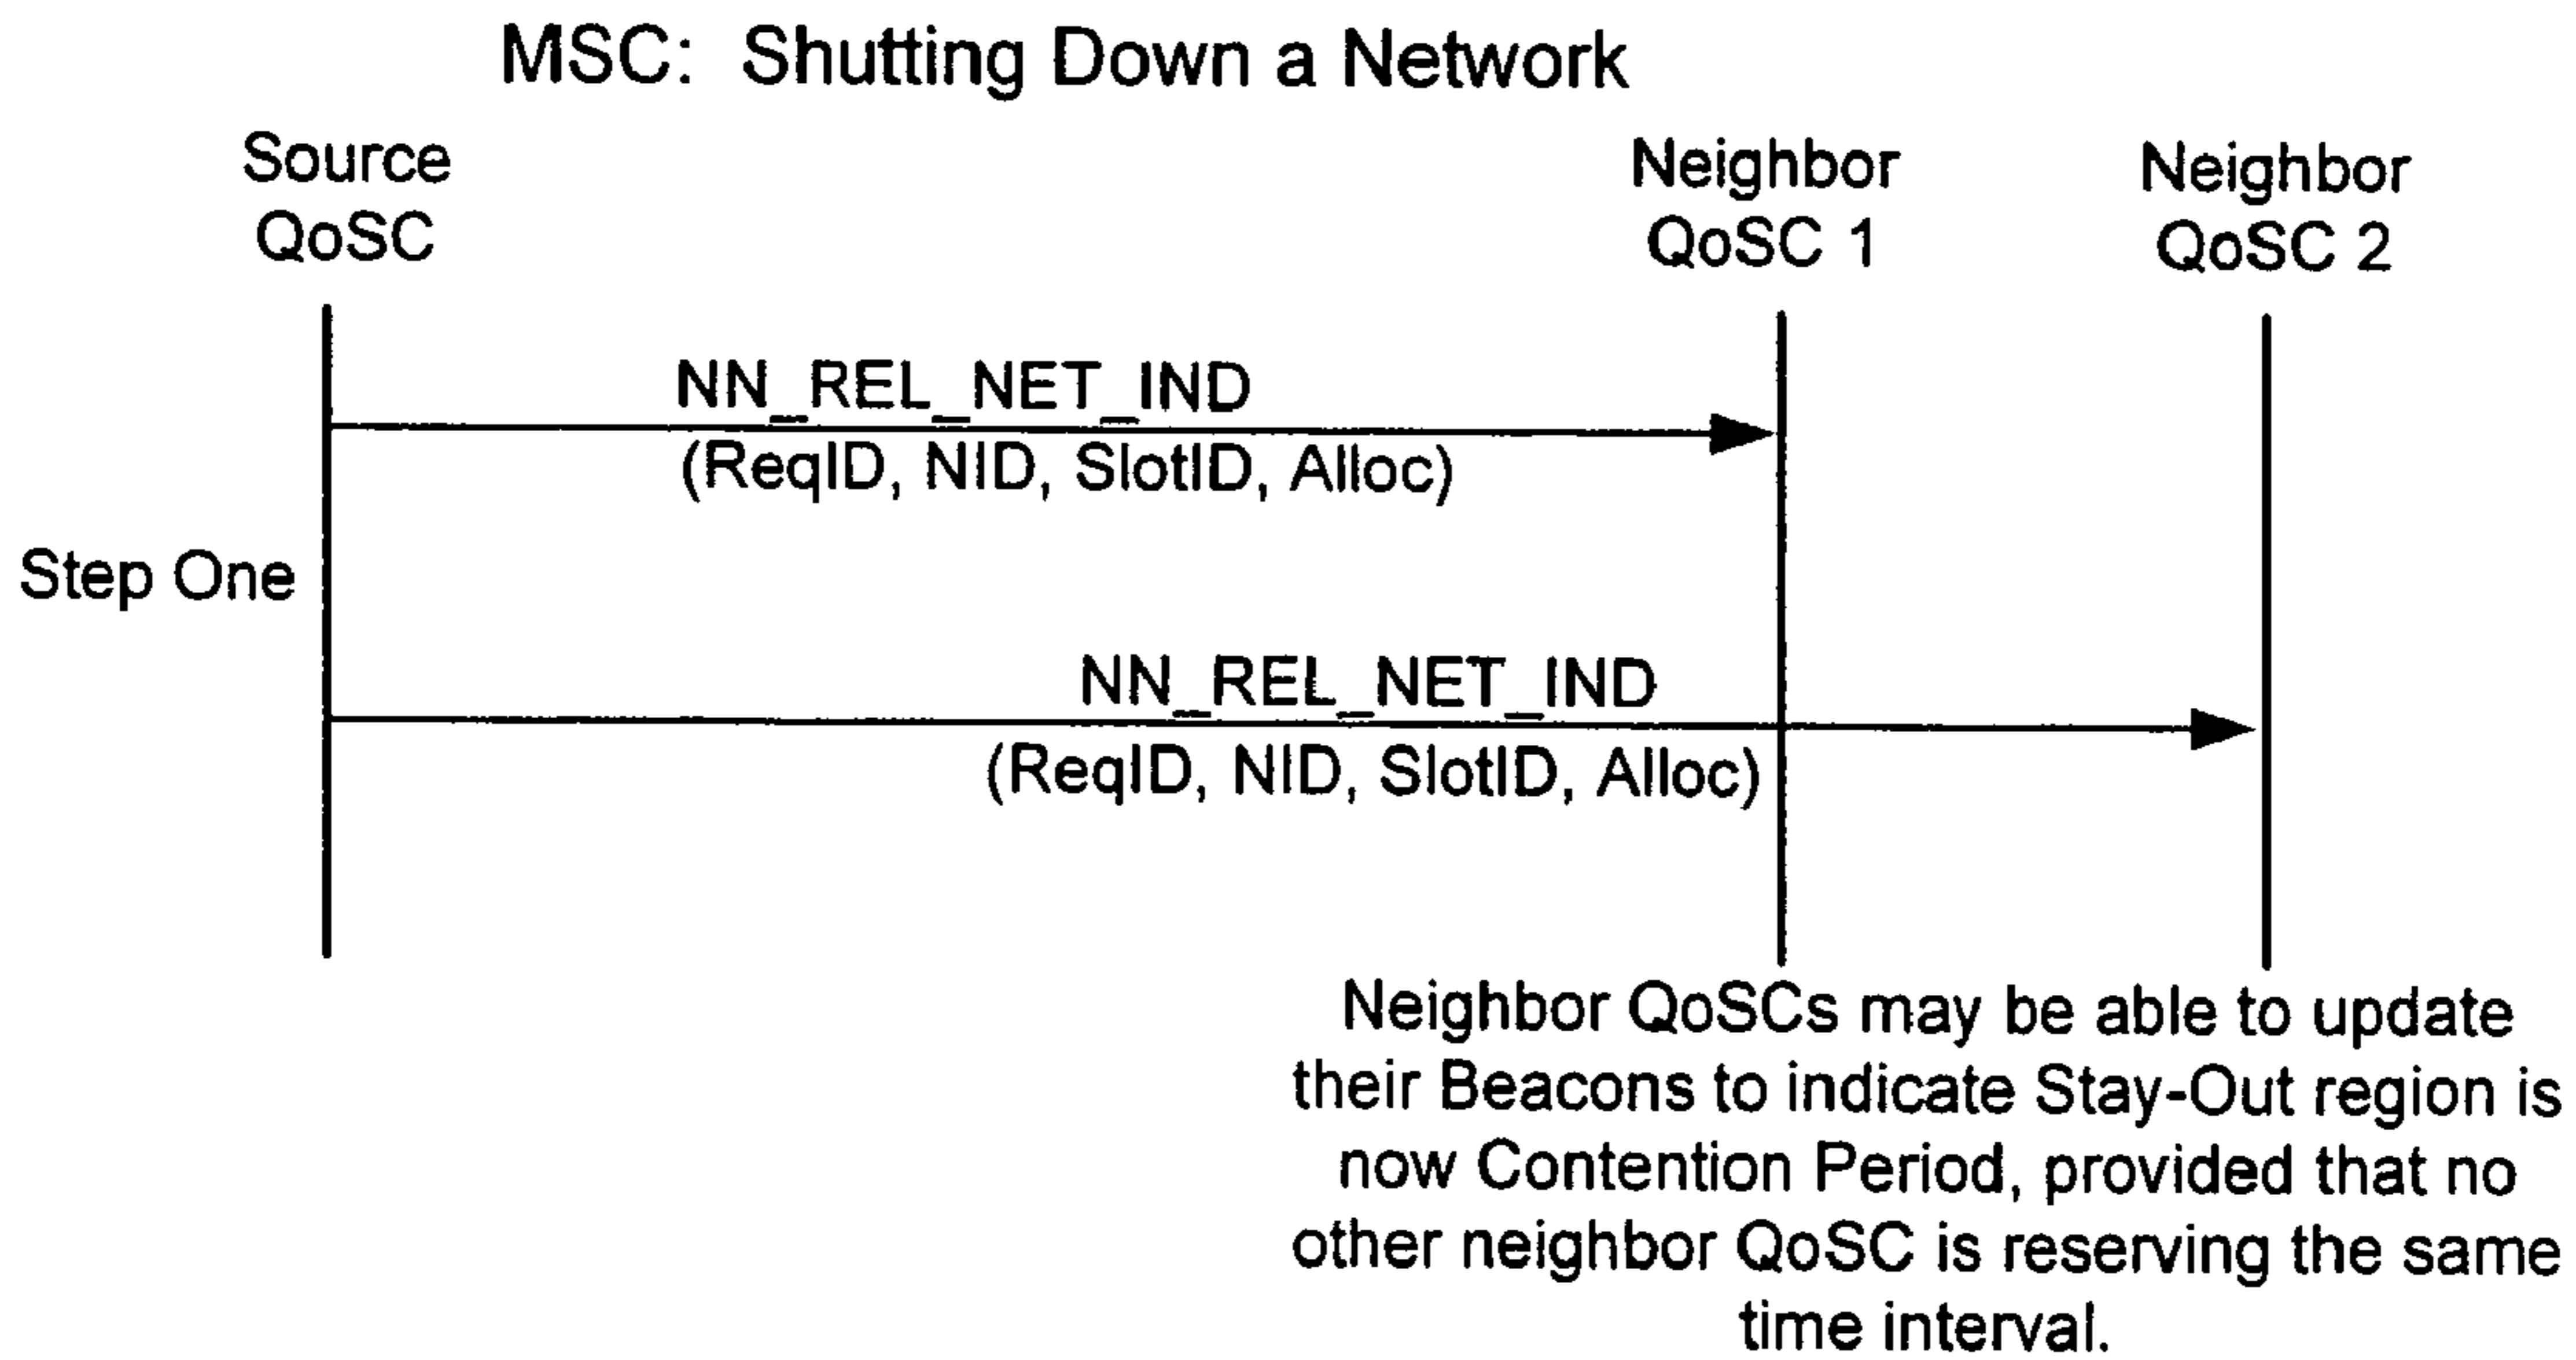 MSC: Shutting Down a Network
Source
QoSC
Neighbor
QoSC 1
Neighbor
QoSC 2
NN_REL_NET_IND
(ReqID, NID, SlotID, Alloc)
Step One
NN_REL_NET_IND
(ReqID, NID, SlotID, Alloc)
Neighbor QoSCs may be able to update
their Beacons to indicate Stay-Out region is
now Contention Period, provided that no
other neighbor QoSC is reserving the same
time interval.